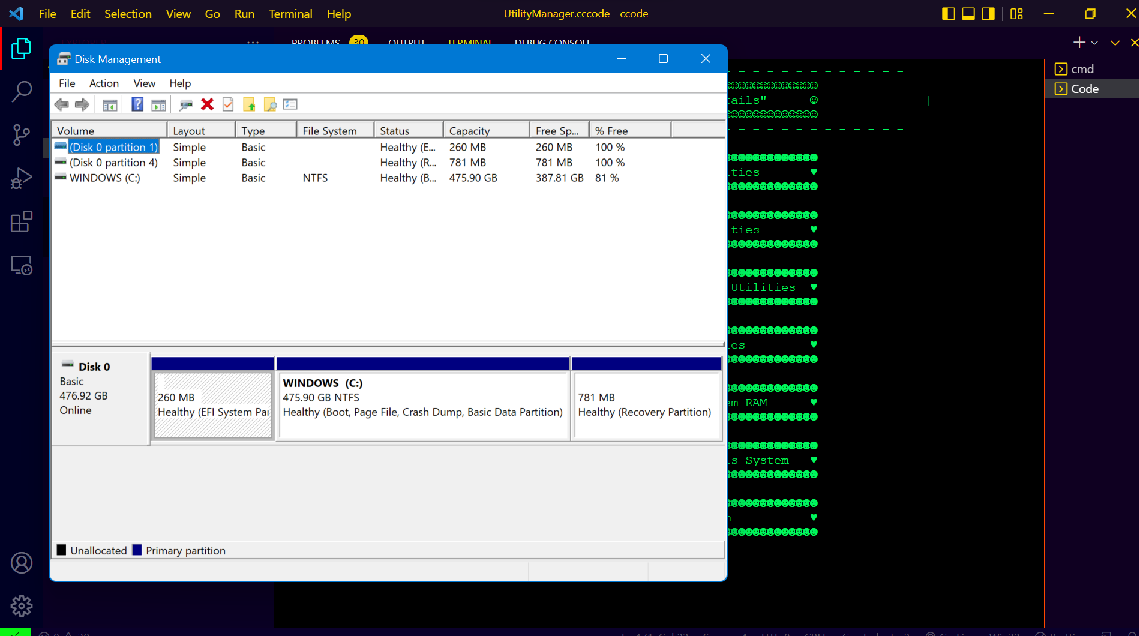 File Edit Selection View Go Run Terminal Help
UtilityManager.cccode - ccode
Disk Management
File Action View Help
Volume Layout Type File System Status Capacity Free Sp... % Free
(Disk 0 partition 1) Simple Basic Healthy (E... 260 MB 260 MB 100 %
(Disk 0 partition 4) Simple Basic Healthy (R... 781 MB 781 MB 100 %
WINDOWS (C:) Simple Basic NTFS Healthy (B... 475.90 GB 387.81 GB 81 %
Disk 0
Basic
476.92 GB
Online
260 MB
Healthy (EFI System Pa
WINDOWS (C:)
475.90 GB NTFS
Healthy (Boot, Page File, Crash Dump, Basic Data Partition)
781 MB
Healthy (Recovery Partition)
Unallocated Primary partition
tails"
ties
ties
Utilities
es
em RAM
s System
cmd
Code